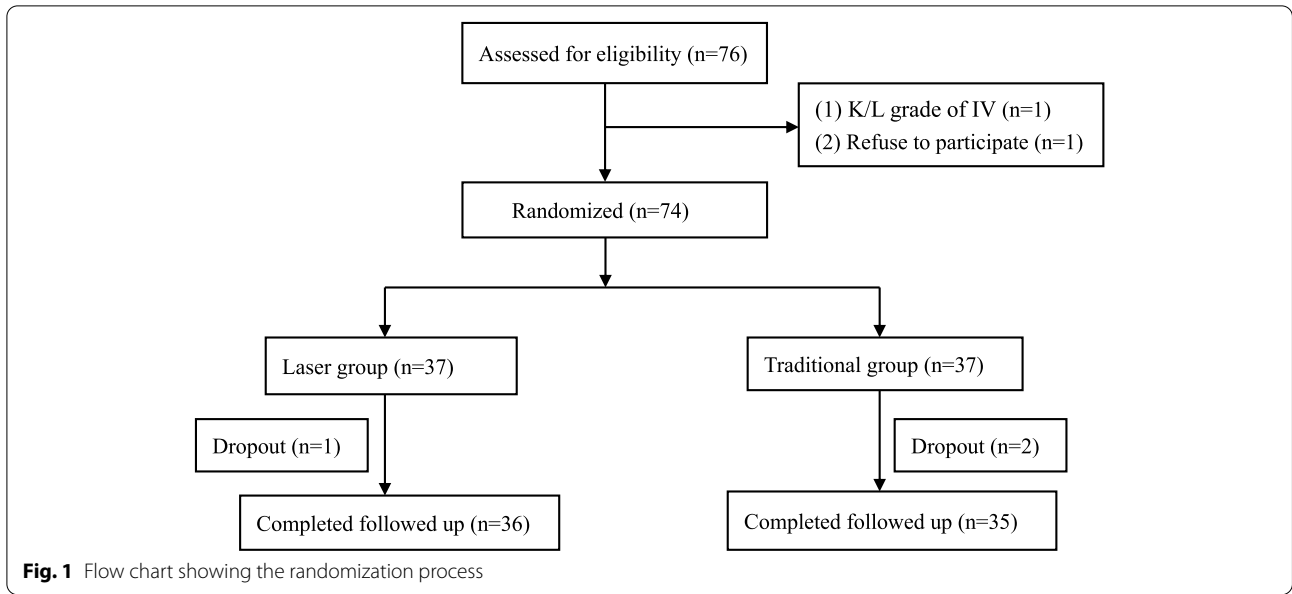 Assessed for eligibility (n=76)
(1) K/L grade of IV (n=1)
(2) Refuse to participate (n=1)
Randomized (n=74)
Laser group (n=37)
Traditional group (n=37)
Dropout (n=1)
Dropout (n=2)
Completed followed up (n=36)
Completed followed up (n=35)
Fig. 1 Flow chart showing the randomization process